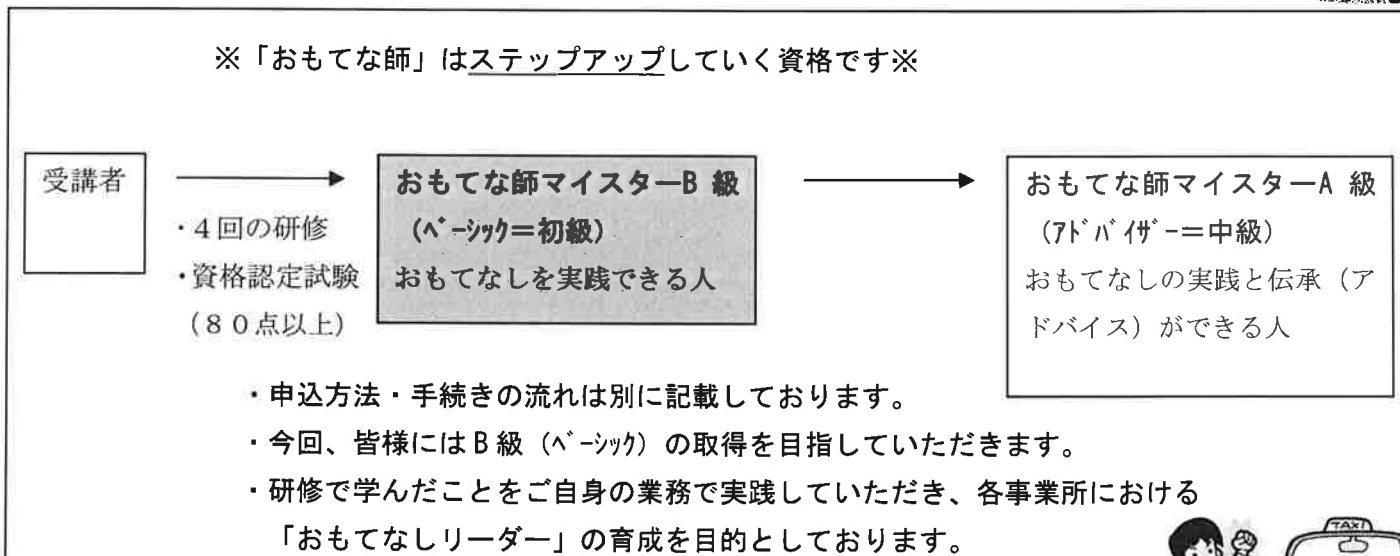 ※「おもてな師」はステップアップしていく資格です※
受講者
・4回の研修
・資格認定試験
（８０点以上）
おもてな師マイスターB 級
（ﾍﾞｰｼｯｸ＝初級）
おもてなしを実践できる人
おもてな師マイスターA 級
（ｱﾄﾞﾊﾞｲｻﾞｰ＝中級）
おもてなしの実践と伝承（ア
ドバイス）ができる人
・申込方法・手続きの流れは別に記載しております。
・今回、皆様にはB級（ﾍﾞｰｼｯｸ）の取得を目指していただきます。
・研修で学んだことをご自身の業務で実践していただき、各事業所における
「おもてなしリーダー」の育成を目的としております。
TAXI